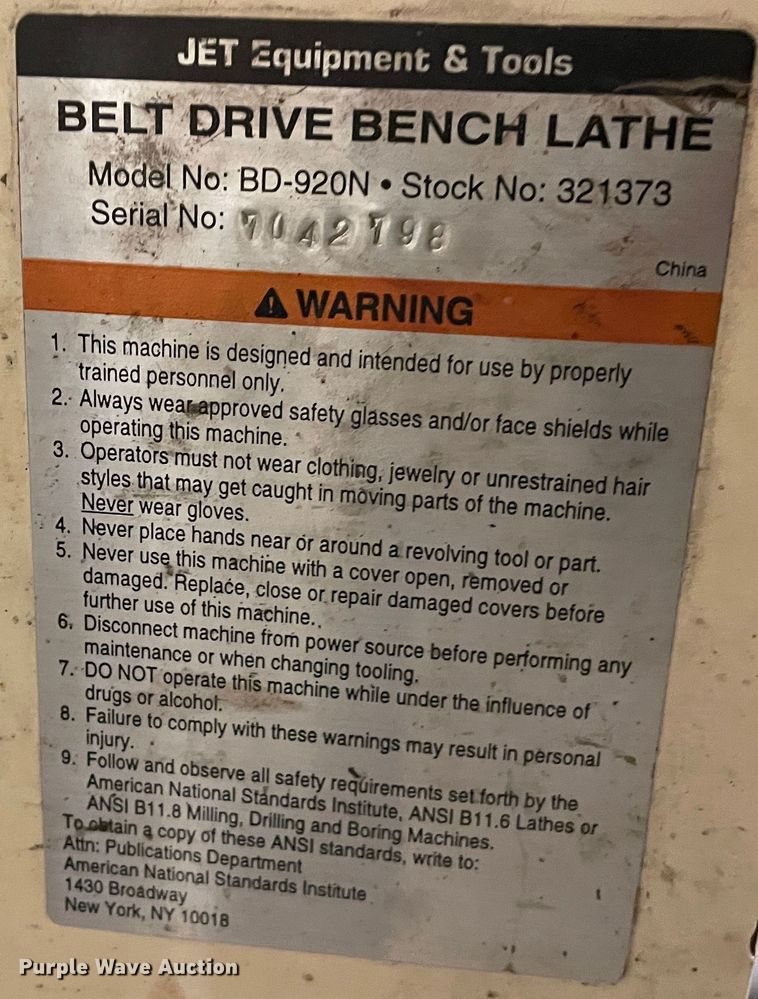 JET Equipment & Tools
BELT DRIVE BENCH LATHE
Model No: BD-920N • Stock No: 321373
Serial No: 7042798
China
WARNING
1. This machine is designed and intended for use by properly
trained personnel only.
2. Always wear approved safety glasses and/or face shields while
operating this machine.
3. Operators must not wear clothing, jewelry or unrestrained hair
styles that may get caught in moving parts of the machine.
Never wear gloves.
4. Never place hands near or around a revolving tool or part.
5. Never use this machine with a cover open, removed or
damaged. Replace, close or repair damaged covers before
further use of this machine.
6. Disconnect machine from power source before performing any
maintenance or when changing tooling.
7. DO NOT operate this machine while under the influence of
drugs or alcohol.
8. Failure to comply with these warnings may result in personal
injury.
9. Follow and observe all safety requirements set forth by the
American National Standards Institute, ANSI B11.6 Lathes or
ANSI B11.8 Milling, Drilling and Boring Machines.
To obtain a copy of these ANSI standards, write to:
Attn: Publications Department
American National Standards Institute
1430 Broadway
New York, NY 10018
Purple Wave Auction